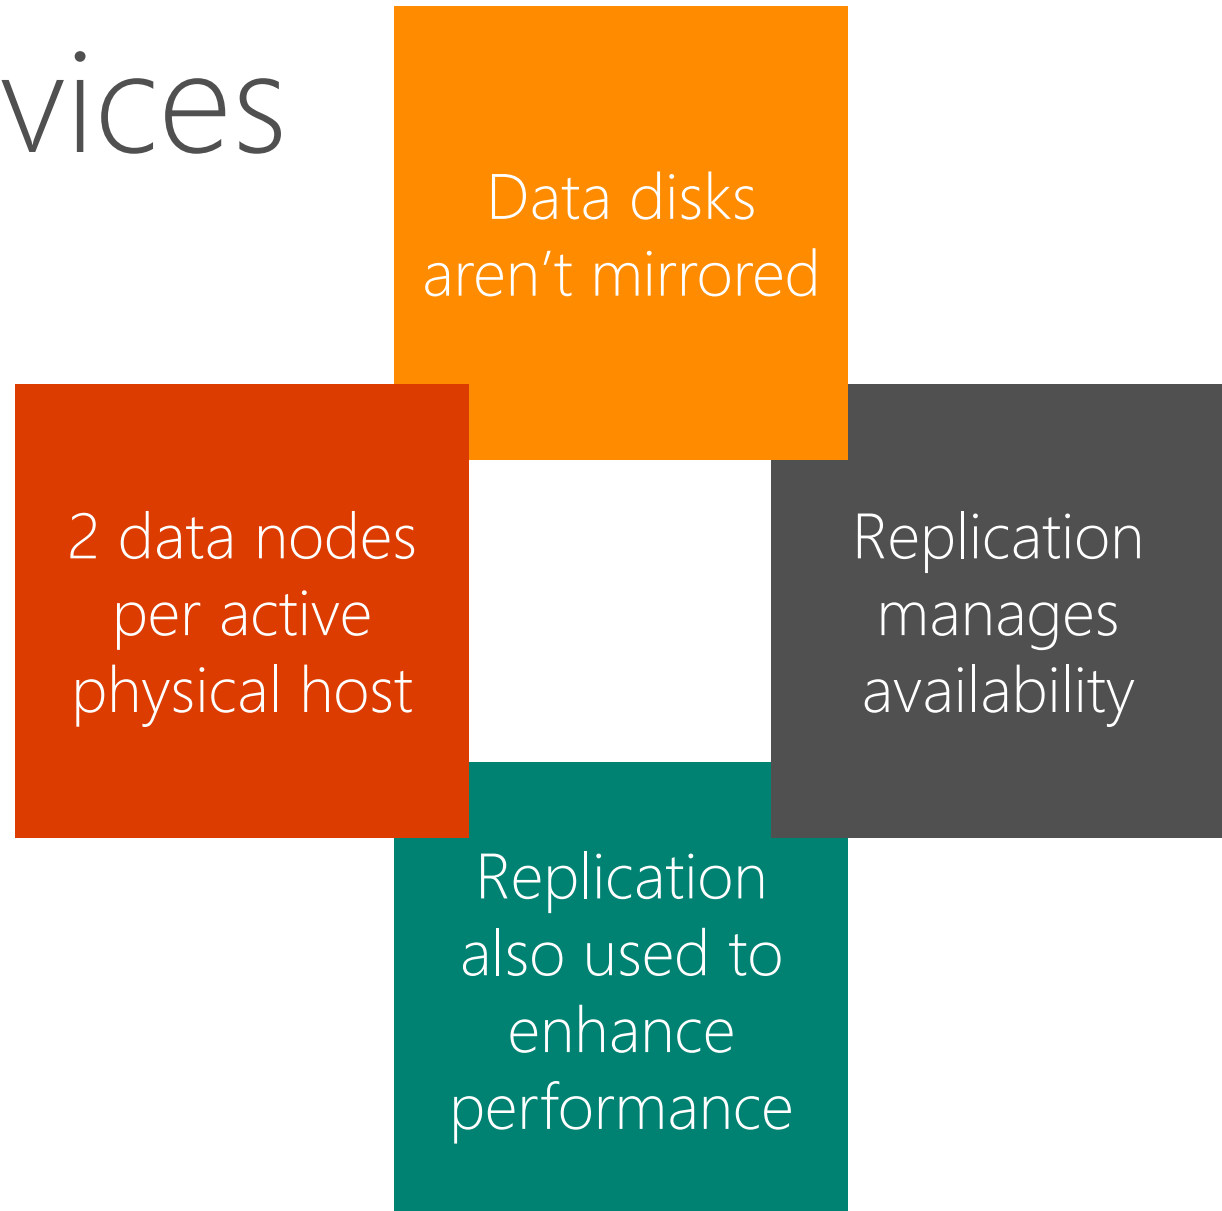 vices
Data disks
aren’t mirrored
2 data nodes
per active
physical host
Replication
manages
availability
Replication
also used to
enhance
performance